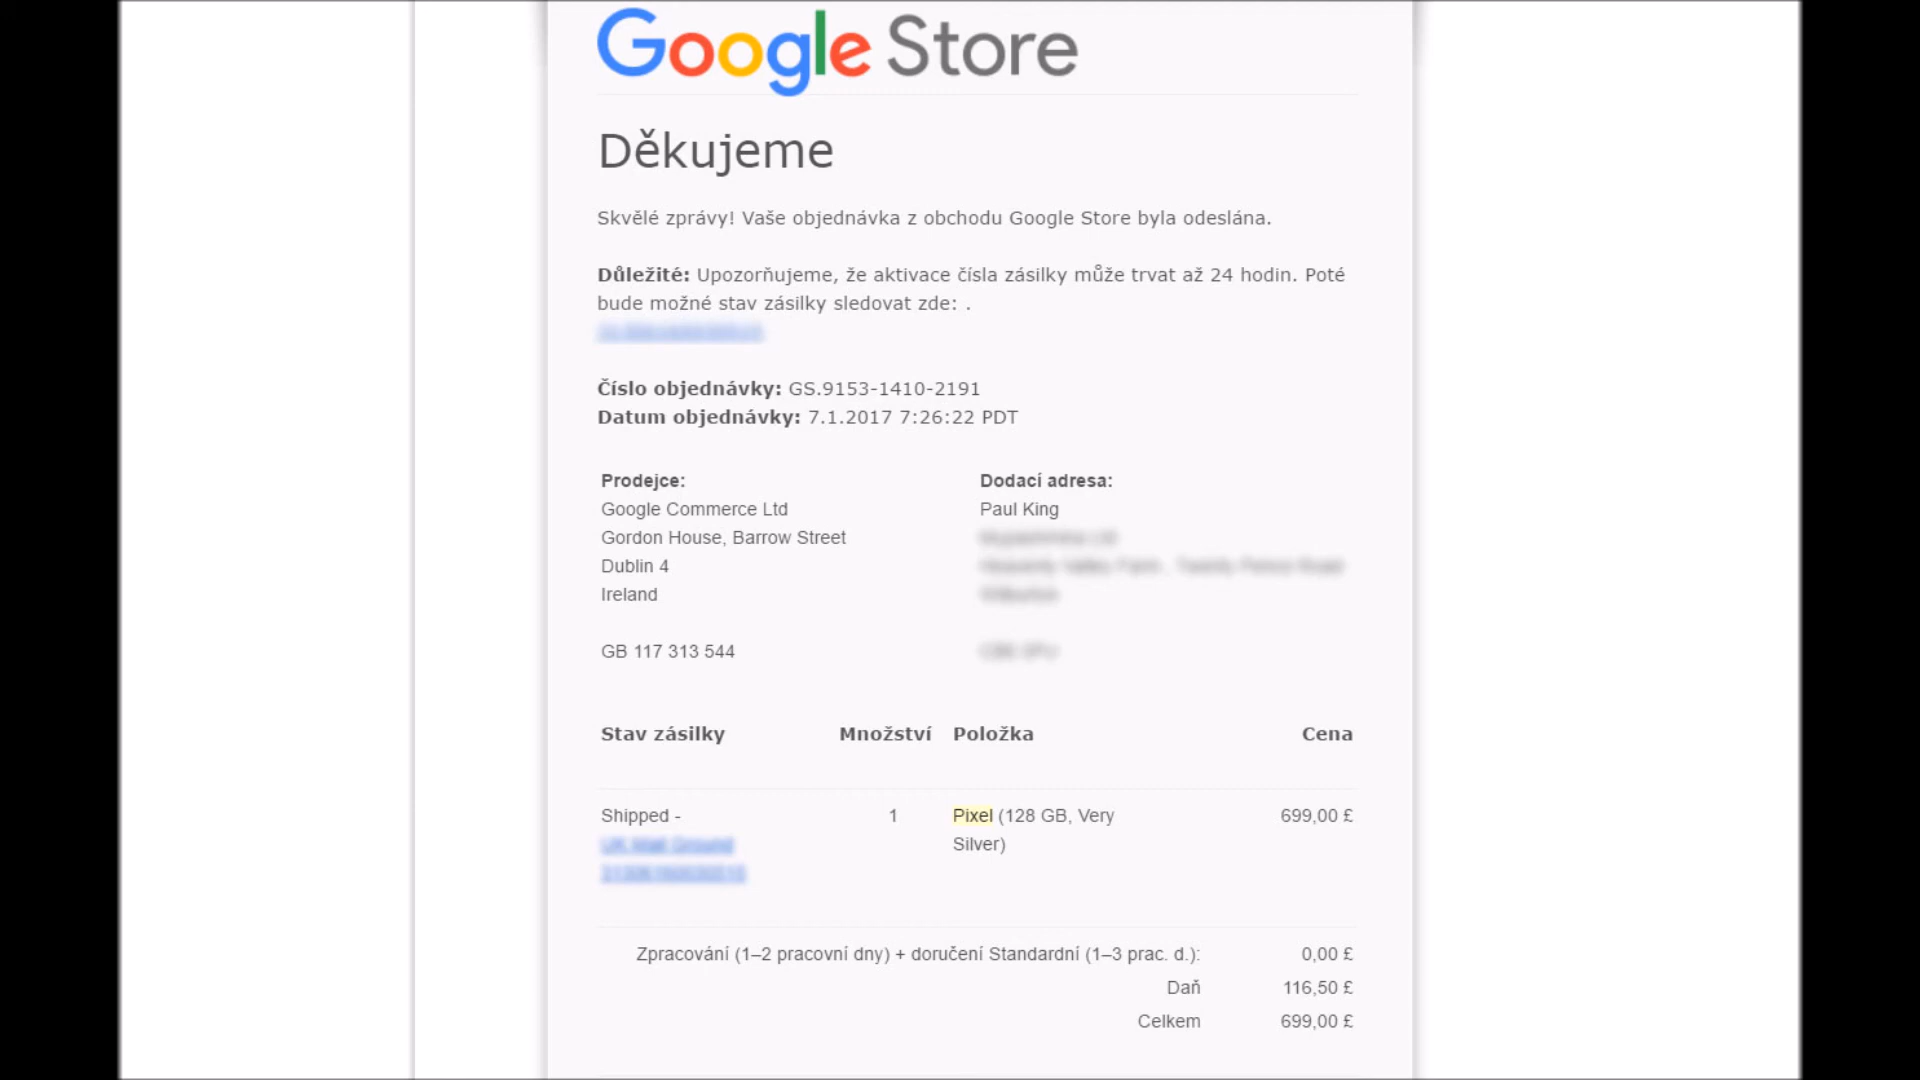 Google Store
Děkujeme
Skvělé zprávy! Vaše objednávka z obchodu Google Store byla odeslána.
Důležité: Upozorňujeme, že aktivace čísla zásilky může trvat až 24 hodin. Poté
bude možné stav zásilky sledovat zde: .
Číslo objednávky: GS.9153-1410-2191
Datum objednávky: 7.1.2017 7:26:22 PDT
Prodejce:
Google Commerce Ltd
Gordon House, Barrow Street
Dublin 4
Ireland
GB 117 313 544
Dodací adresa:
Paul King
Stav zásilky Množství Položka Cena
Shipped - 1 Pixel (128 GB, Very 699,00 £
Silver)
Zpracování (1–2 pracovní dny) + doručení Standardní (1–3 prac. d.): 0,00 £
Daň 116,50 £
Celkem 699,00 £